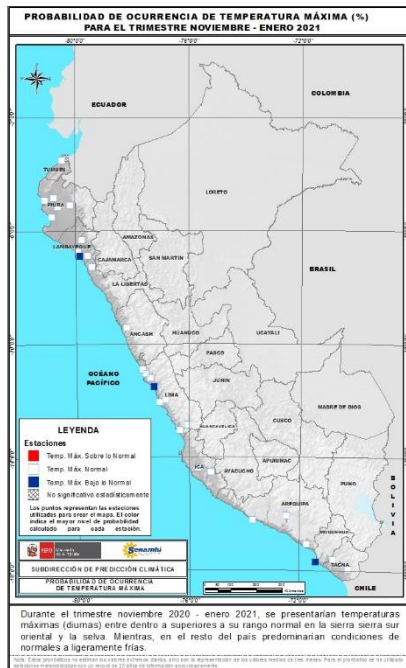 PROBABILIDAD DE OCURRENCIA DE TEMPERATURA MÁXIMA (%)
PARA EL TRIMESTRE NOVIEMBRE - ENERO 2021
ECUADOR
COLOMBIA
TUMBES
LORETO
PIURA
LAMBAYEQUE
AMAZONAS
CAJAMARCA
SAN MARTIN
BRASIL
LA LIBERTAD
ANCASH
HUANUCO
UCAYALI
PASCO
OCÉANO
PACÍFICO
JUNIN
LIMA
MADRE DE DIOS
CUSCO
HUANCAVELICA
APURIMAC
ICA
AYACUCHO
PUNO
AREQUIPA
BOLIVIA
MOQUEGUA
TACNA
CHILE
LEYENDA
Estaciones
Temp. Máx. Sobre lo Normal
Temp. Máx. Normal
Temp. Máx. Bajo lo Normal
No significativo estadísticamente
Los puntos representan las estaciones
utilizadas para crear el mapa. El color
indica el mayor nivel de probabilidad
calculado para cada estación.
PERÚ
Senamhi
SUBDIRECCIÓN DE PREDICCIÓN CLIMÁTICA
PROBABILIDAD DE OCURRENCIA
DE TEMPERATURA MÁXIMA
Durante el trimestre noviembre 2020 - enero 2021, se presentarían temperaturas
máximas (diurnas) entre dentro a superiores a su rango normal en la sierra sierra sur
oriental y la selva. Mientras, en el resto del país predominarían condiciones de
normales a ligeramente frías.